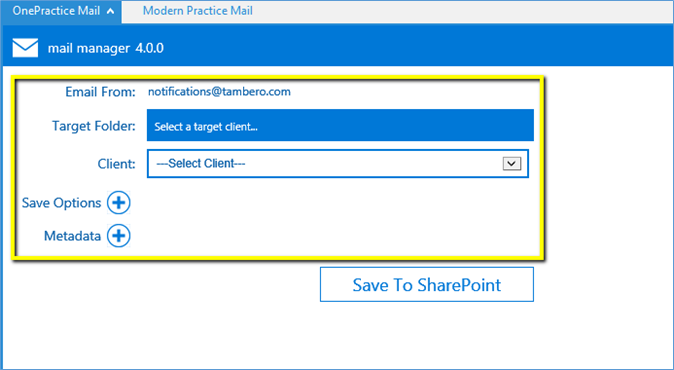 OnePractice Mail Modern Practice Mail
mail manager 4.0.0
Email From: notifications@tambero.com
Target Folder: Select a target client...
Client: ---Select Client---
Save Options
Metadata
Save To SharePoint